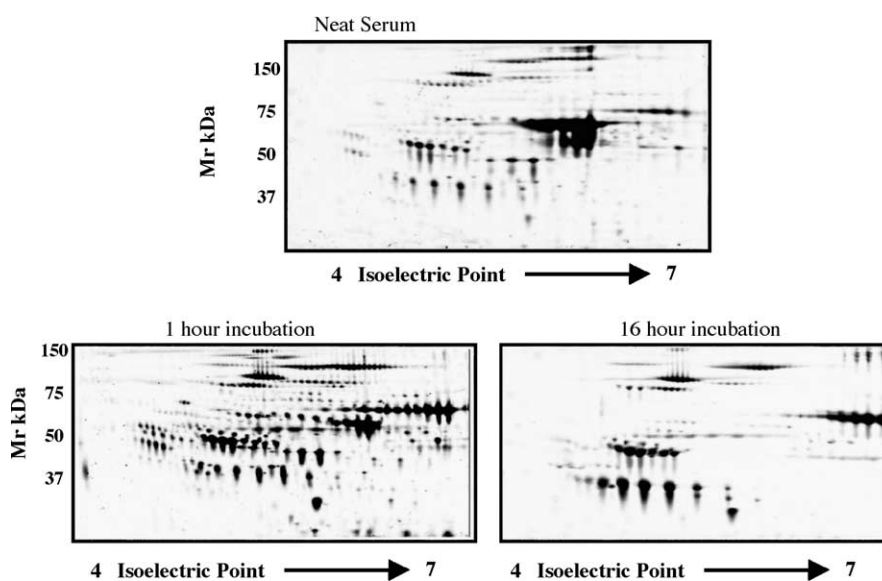 Neat Serum
150
75
50
37
Mr kDa
4 Isoelectric Point 7
1 hour incubation
16 hour incubation
150
75
50
37
Mr kDa
4 Isoelectric Point 7
4 Isoelectric Point 7